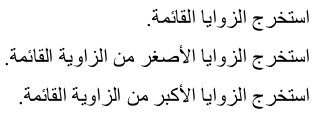 استخرج الزوايا القائمة.
استخرج الزوايا الأصغر من الزاوية القائمة.
استخرج الزوايا الأكبر من الزاوية القائمة.